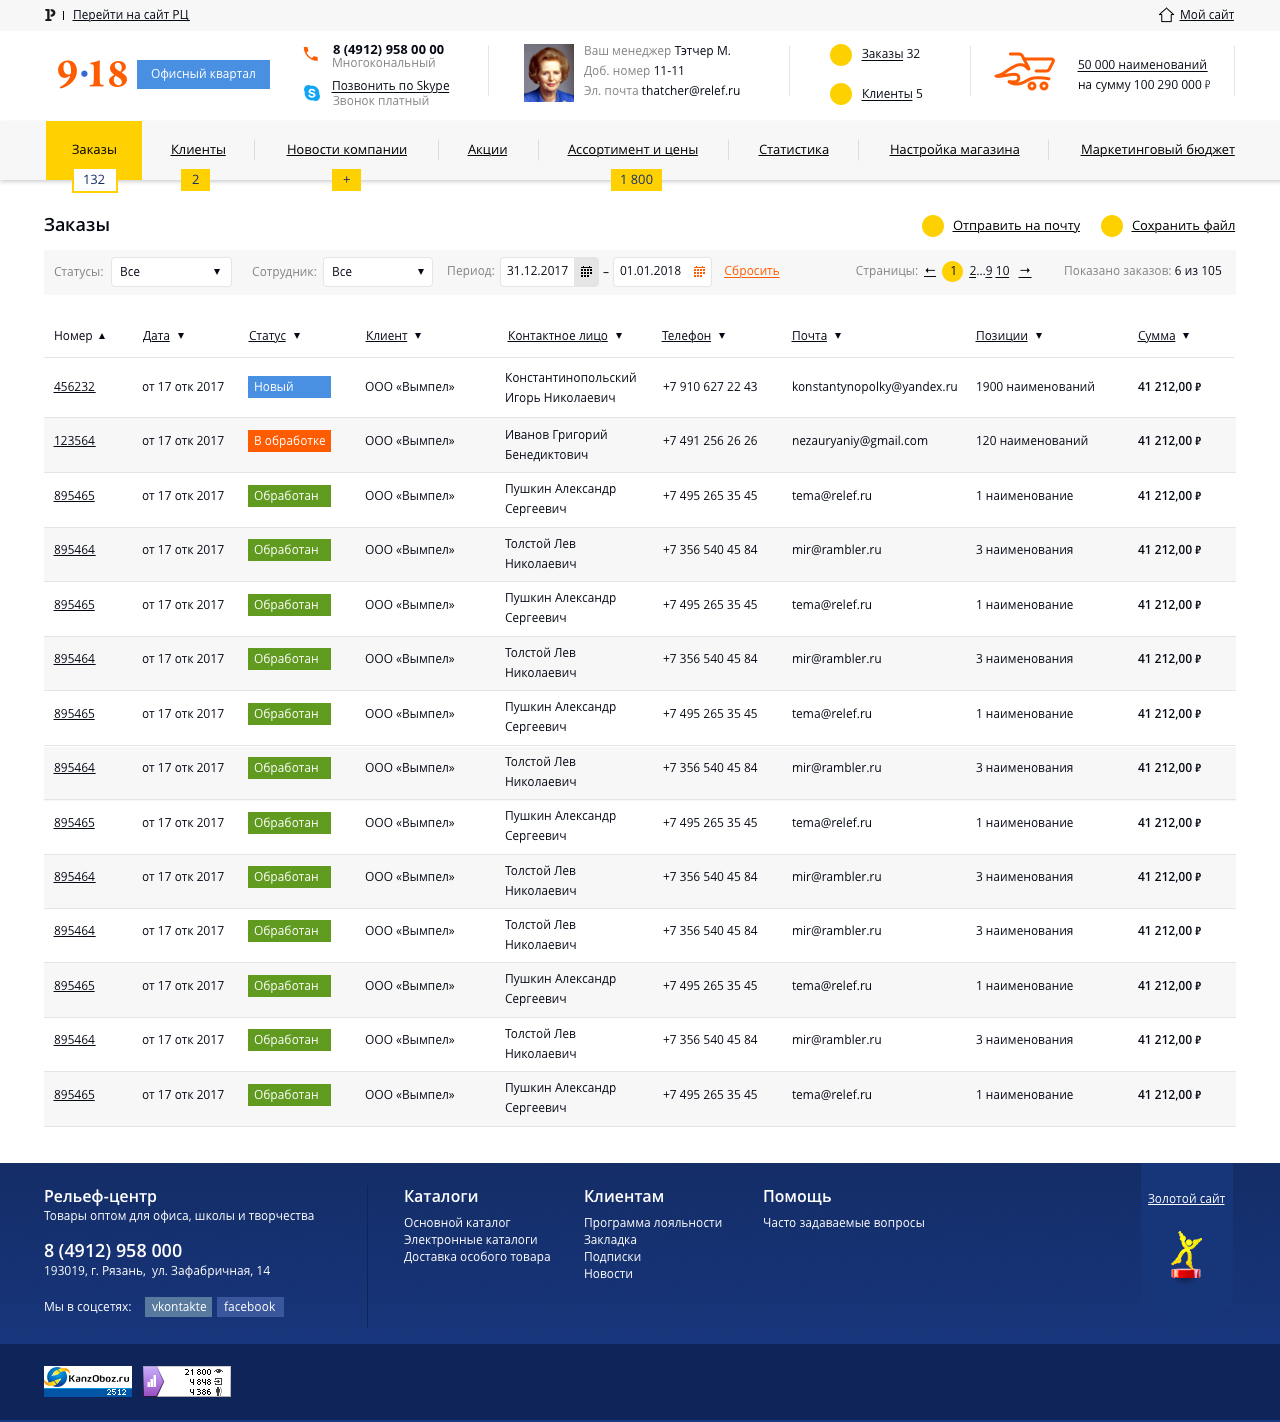 Перейти на сайт РЦ
Мой сайт
9·18
Офисный квартал
8 (4912) 958 00 00
Многокональный
Позвонить по Skype
Звонок платный
Ваш менеджер Тэтчер М.
Доб. номер 11-11
Эл. почта thatcher@relef.ru
Заказы 32
Клиенты 5
50 000 наименований
на сумму 100 290 000 ₽
Заказы Клиенты Новости компании Акции Ассортимент и цены Статистика Настройка магазина Маркетинговый бюджет
132 2 + 1 800
Заказы
Отправить на почту Сохранить файл
Статусы: Все ▼ Сотрудник: Все ▼ Период: 31.12.2017 – 01.01.2018 Сбросить Страницы: ← 1 2...9 10 → Показано заказов: 6 из 105
Номер ▲ Дата ▼ Статус ▼ Клиент ▼ Контактное лицо ▼ Телефон ▼ Почта ▼ Позиции ▼ Сумма ▼
456232 от 17 отк 2017 Новый ООО «Вымпел» Константинопольский Игорь Николаевич +7 910 627 22 43 konstantynopolky@yandex.ru 1900 наименований 41 212,00 ₽
123564 от 17 отк 2017 В обработке ООО «Вымпел» Иванов Григорий Бенедиктович +7 491 256 26 26 nezauryaniy@gmail.com 120 наименований 41 212,00 ₽
895465 от 17 отк 2017 Обработан ООО «Вымпел» Пушкин Александр Сергеевич +7 495 265 35 45 tema@relef.ru 1 наименование 41 212,00 ₽
895464 от 17 отк 2017 Обработан ООО «Вымпел» Толстой Лев Николаевич +7 356 540 45 84 mir@rambler.ru 3 наименования 41 212,00 ₽
895465 от 17 отк 2017 Обработан ООО «Вымпел» Пушкин Александр Сергеевич +7 495 265 35 45 tema@relef.ru 1 наименование 41 212,00 ₽
895464 от 17 отк 2017 Обработан ООО «Вымпел» Толстой Лев Николаевич +7 356 540 45 84 mir@rambler.ru 3 наименования 41 212,00 ₽
895465 от 17 отк 2017 Обработан ООО «Вымпел» Пушкин Александр Сергеевич +7 495 265 35 45 tema@relef.ru 1 наименование 41 212,00 ₽
895464 от 17 отк 2017 Обработан ООО «Вымпел» Толстой Лев Николаевич +7 356 540 45 84 mir@rambler.ru 3 наименования 41 212,00 ₽
895465 от 17 отк 2017 Обработан ООО «Вымпел» Пушкин Александр Сергеевич +7 495 265 35 45 tema@relef.ru 1 наименование 41 212,00 ₽
895464 от 17 отк 2017 Обработан ООО «Вымпел» Толстой Лев Николаевич +7 356 540 45 84 mir@rambler.ru 3 наименования 41 212,00 ₽
895464 от 17 отк 2017 Обработан ООО «Вымпел» Толстой Лев Николаевич +7 356 540 45 84 mir@rambler.ru 3 наименования 41 212,00 ₽
895465 от 17 отк 2017 Обработан ООО «Вымпел» Пушкин Александр Сергеевич +7 495 265 35 45 tema@relef.ru 1 наименование 41 212,00 ₽
895464 от 17 отк 2017 Обработан ООО «Вымпел» Толстой Лев Николаевич +7 356 540 45 84 mir@rambler.ru 3 наименования 41 212,00 ₽
895465 от 17 отк 2017 Обработан ООО «Вымпел» Пушкин Александр Сергеевич +7 495 265 35 45 tema@relef.ru 1 наименование 41 212,00 ₽
Рельеф-центр
Товары оптом для офиса, школы и творчества
8 (4912) 958 000
193019, г. Рязань, ул. Зафабричная, 14
Мы в соцсетях: vkontakte facebook
Каталоги
Основной каталог
Электронные каталоги
Доставка особого товара
Клиентам
Программа лояльности
Закладка
Подписки
Новости
Помощь
Часто задаваемые вопросы
Золотой сайт
KanzOboz.ru
2512
21 800
4 848
4 386